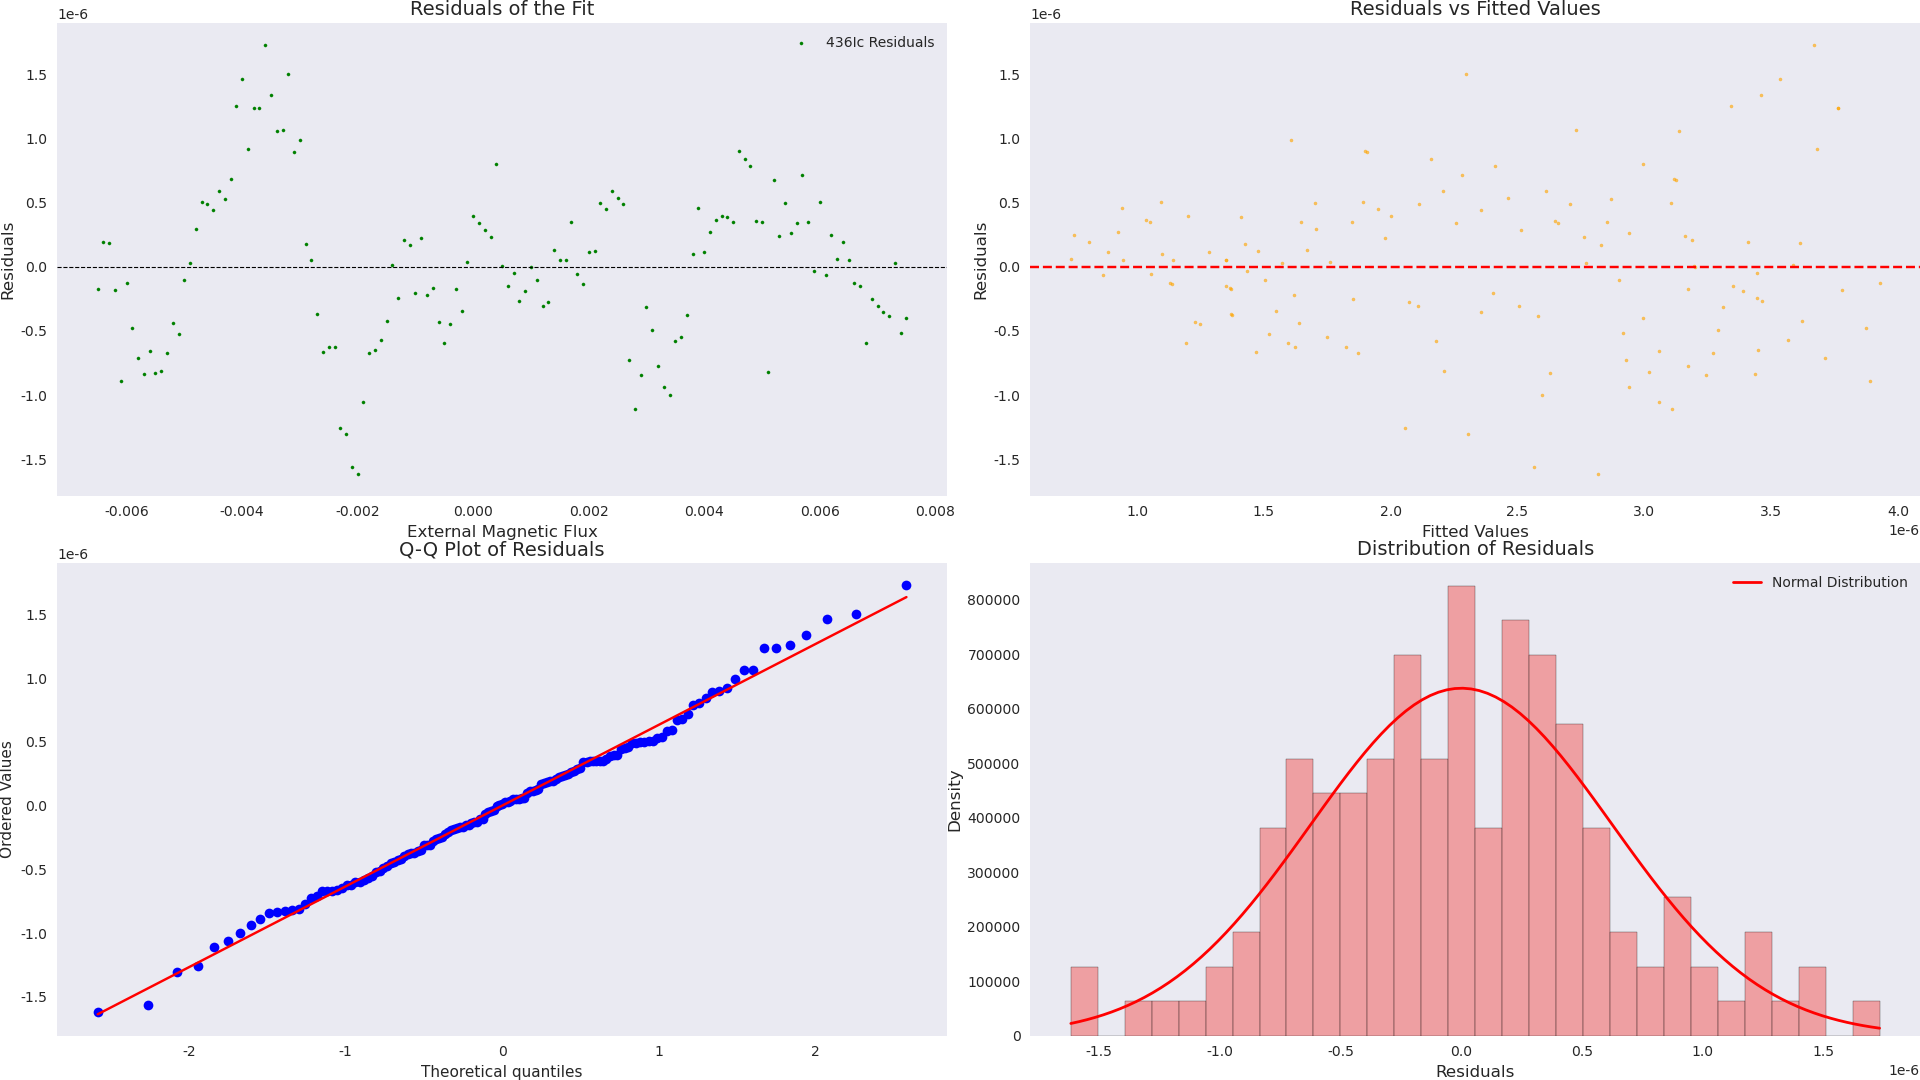 Residuals of the Fit
1e-6
436Ic Residuals
1.5
1.0
0.5
0.0
-0.5
-1.0
-1.5
Residuals
-0.006 -0.004 -0.002 0.000 0.002 0.004 0.006 0.008
External Magnetic Flux
Residuals vs Fitted Values
1e-6
1.5
1.0
0.5
0.0
-0.5
-1.0
-1.5
Residuals
1.0 1.5 2.0 2.5 3.0 3.5 4.0
1e-6
Fitted Values
Q-Q Plot of Residuals
1e-6
1.5
1.0
0.5
0.0
-0.5
-1.0
-1.5
Ordered Values
-2 -1 0 1 2
Theoretical quantiles
Distribution of Residuals
Normal Distribution
800000
700000
600000
500000
400000
300000
200000
100000
0
Density
-1.5 -1.0 -0.5 0.0 0.5 1.0 1.5
1e-6
Residuals